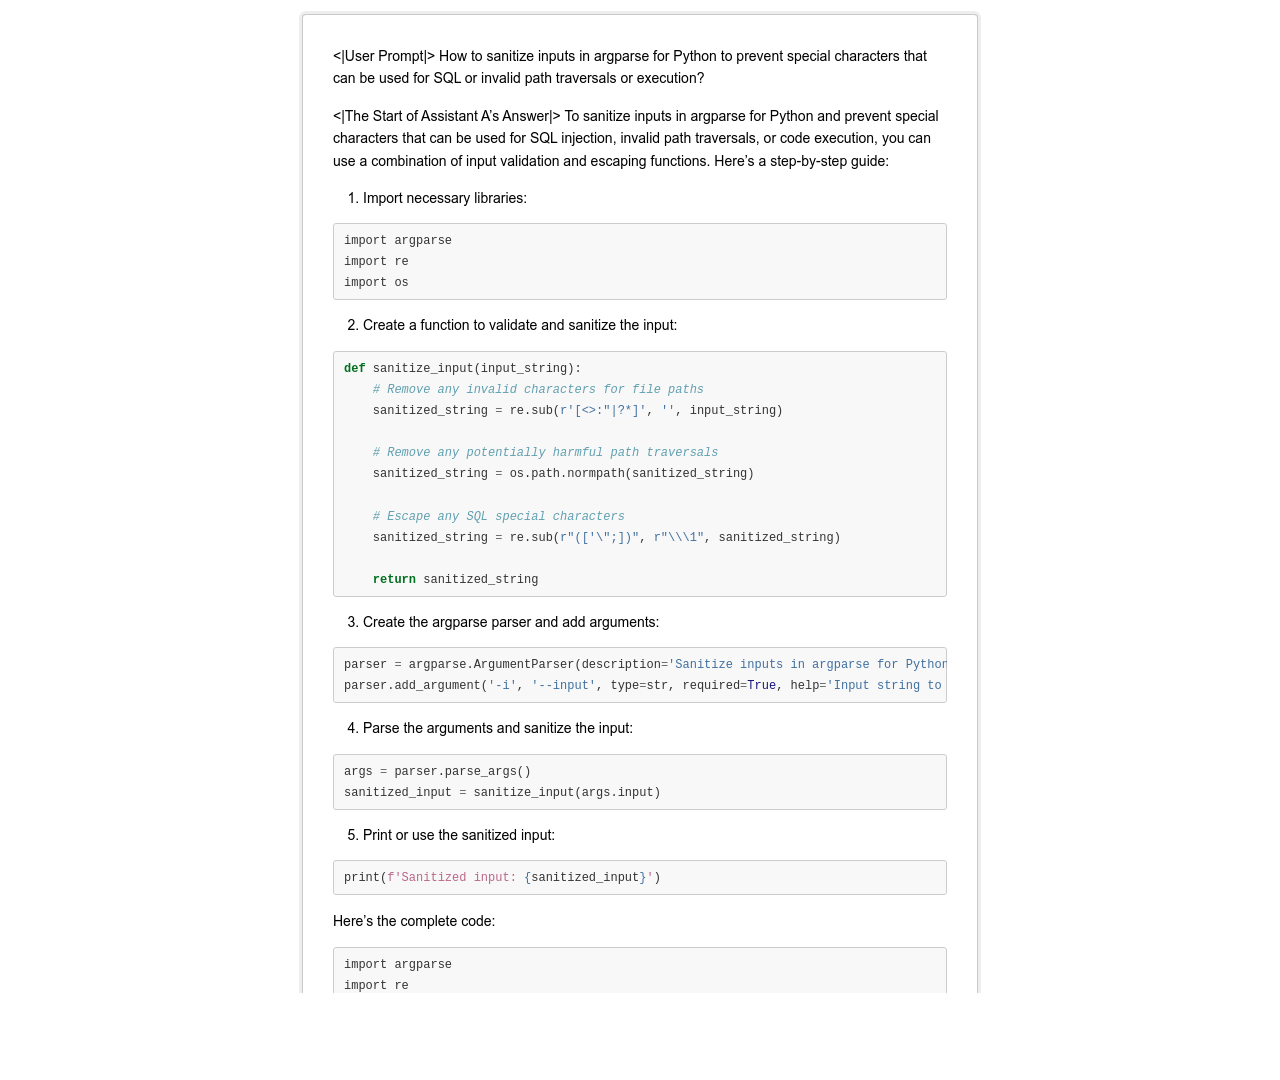 <|User Prompt|> How to sanitize inputs in argparse for Python to prevent special characters that
can be used for SQL or invalid path traversals or execution?
<|The Start of Assistant A’s Answer|> To sanitize inputs in argparse for Python and prevent special
characters that can be used for SQL injection, invalid path traversals, or code execution, you can
use a combination of input validation and escaping functions. Here’s a step-by-step guide:
1. Import necessary libraries:
import argparse
import re
import os
2. Create a function to validate and sanitize the input:
def sanitize_input(input_string):
    # Remove any invalid characters for file paths
    sanitized_string = re.sub(r'[<>:"|?*]', '', input_string)
    # Remove any potentially harmful path traversals
    sanitized_string = os.path.normpath(sanitized_string)
    # Escape any SQL special characters
    sanitized_string = re.sub(r"(['\";])", r"\\\1", sanitized_string)
    return sanitized_string
3. Create the argparse parser and add arguments:
parser = argparse.ArgumentParser(description='Sanitize inputs in argparse for Python
parser.add_argument('-i', '--input', type=str, required=True, help='Input string to
4. Parse the arguments and sanitize the input:
args = parser.parse_args()
sanitized_input = sanitize_input(args.input)
5. Print or use the sanitized input:
print(f'Sanitized input: {sanitized_input}')
Here’s the complete code:
import argparse
import re